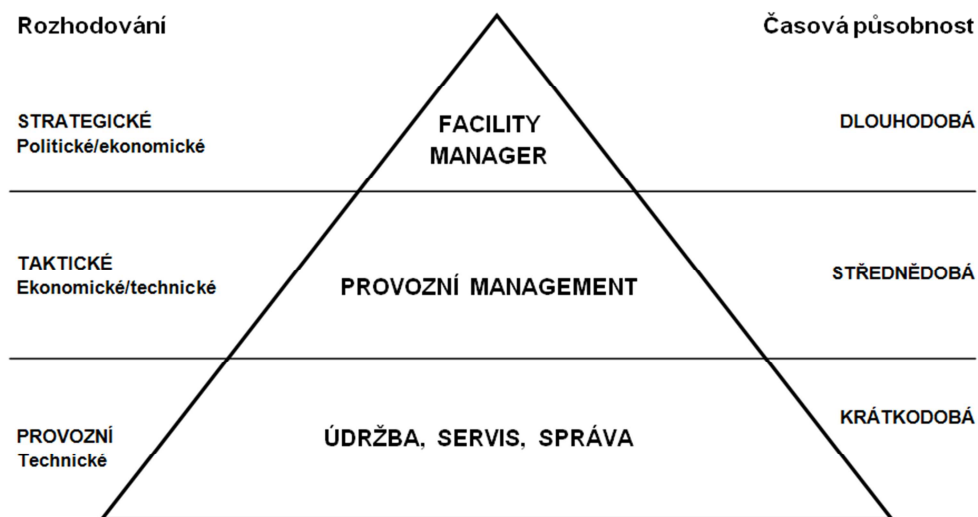 Rozhodování
Časová působnost
STRATEGICKÉ
Politické/ekonomické
FACILITY
MANAGER
DLOUHODOBÁ
TAKTICKÉ
Ekonomické/technické
PROVOZNÍ MANAGEMENT
STŘEDNĚDOBÁ
PROVOZNÍ
Technické
ÚDRŽBA, SERVIS, SPRÁVA
KRÁTKODOBÁ